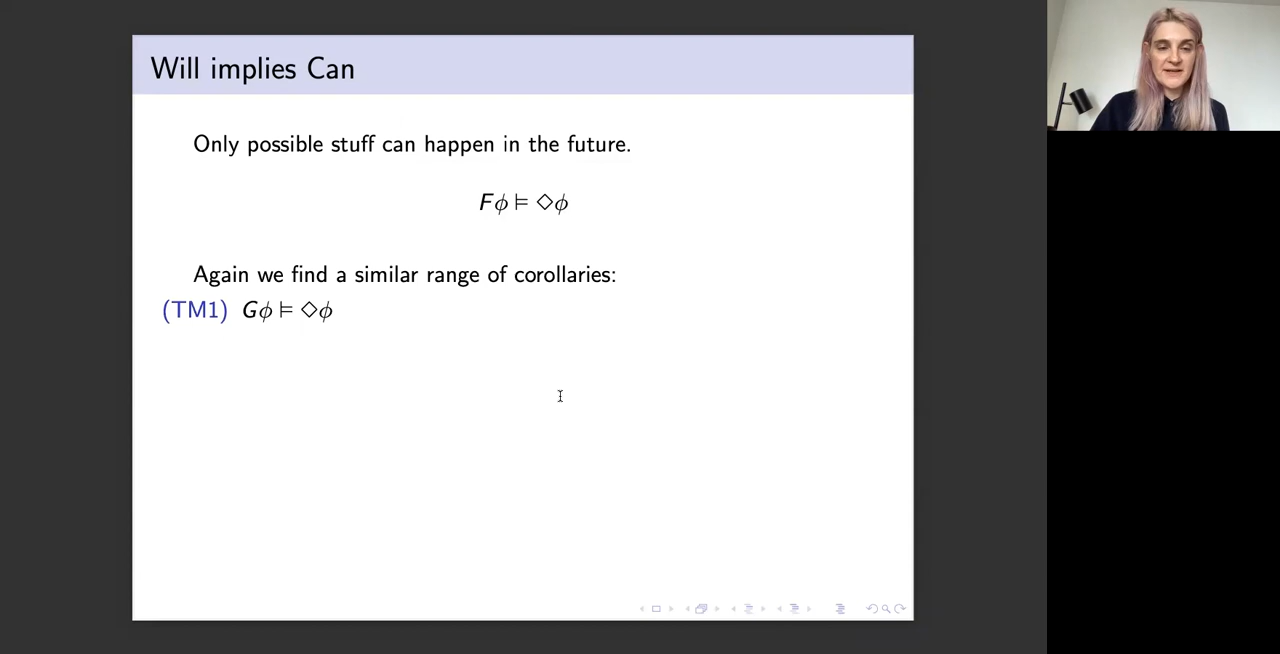 Will implies Can
Only possible stuff can happen in the future.
Fϕ ⊨ ◇ϕ
Again we find a similar range of corollaries:
(TM1) Gϕ ⊨ ◇ϕ